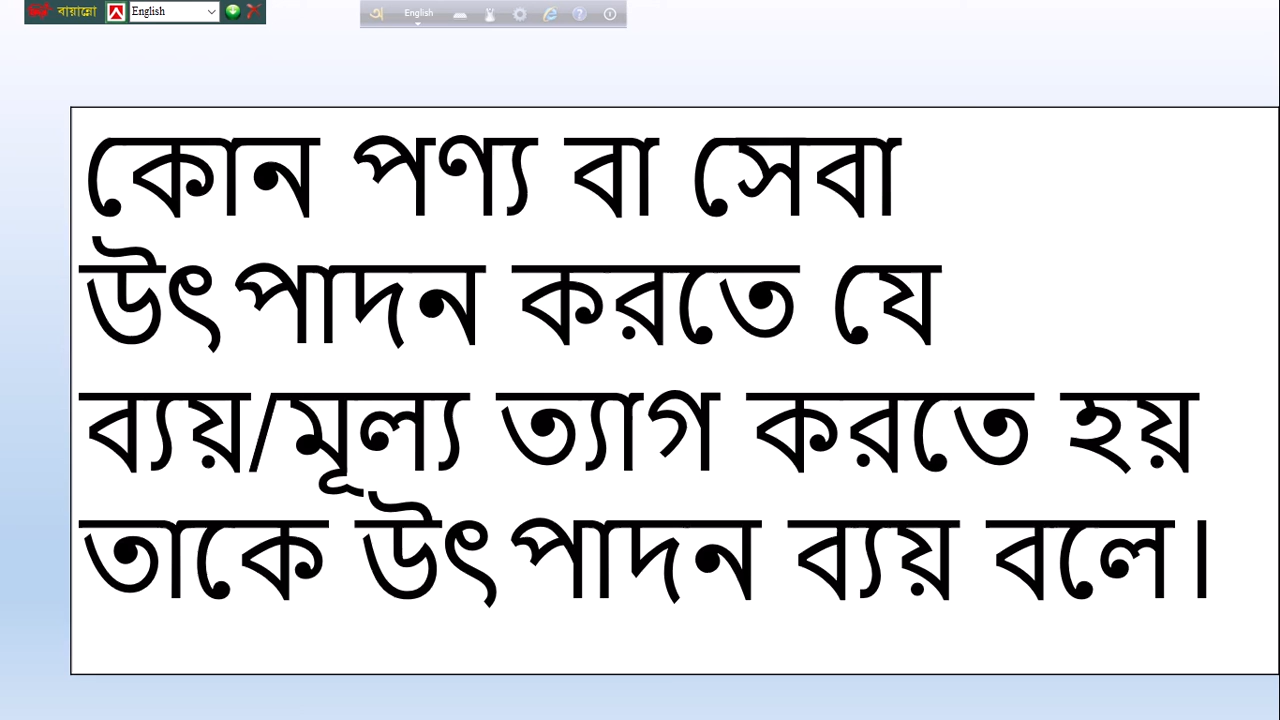 বায়ান্নো English English
কোন পণ্য বা সেবা
উৎপাদন করতে যে
ব্যয়/মূল্য ত্যাগ করতে হয়
তাকে উৎপাদন ব্যয় বলে।